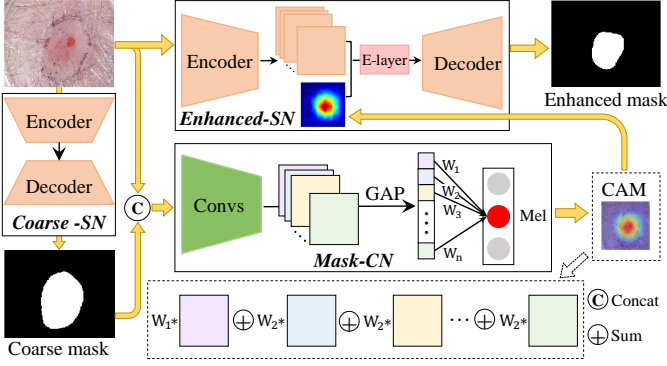 Encoder
E-layer
Decoder
Enhanced-SN
Enhanced mask
Encoder
Decoder
Coarse -SN
C
Convs
GAP
W1
W2
W3
Wn
Mel
Mask-CN
CAM
Coarse mask
W1* W2* W2* ··· W2*
C Concat
Sum